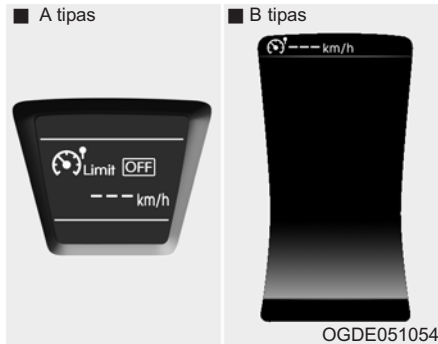 ■ A tipas
Limit OFF
--- km/h
■ B tipas
--- km/h
OGDE051054